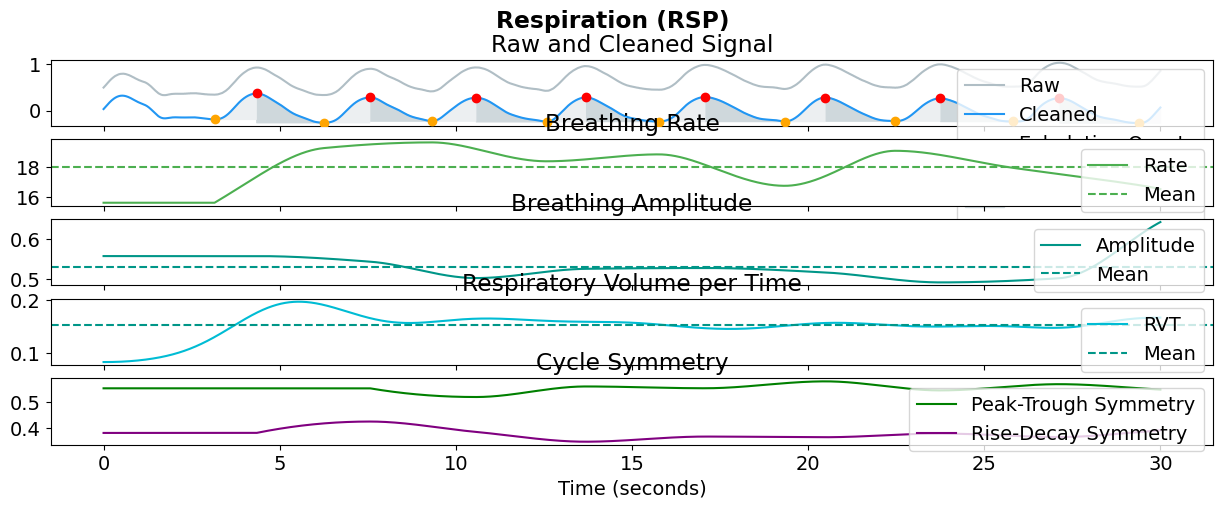 Respiration (RSP)
Raw and Cleaned Signal
1
0
Raw
Cleaned
Breathing Rate
18
16
Rate
Mean
Breathing Amplitude
0.6
0.5
Amplitude
Mean
Respiratory Volume per Time
0.2
0.1
RVT
Mean
Cycle Symmetry
0.5
0.4
Peak-Trough Symmetry
Rise-Decay Symmetry
0 5 10 15 20 25 30
Time (seconds)